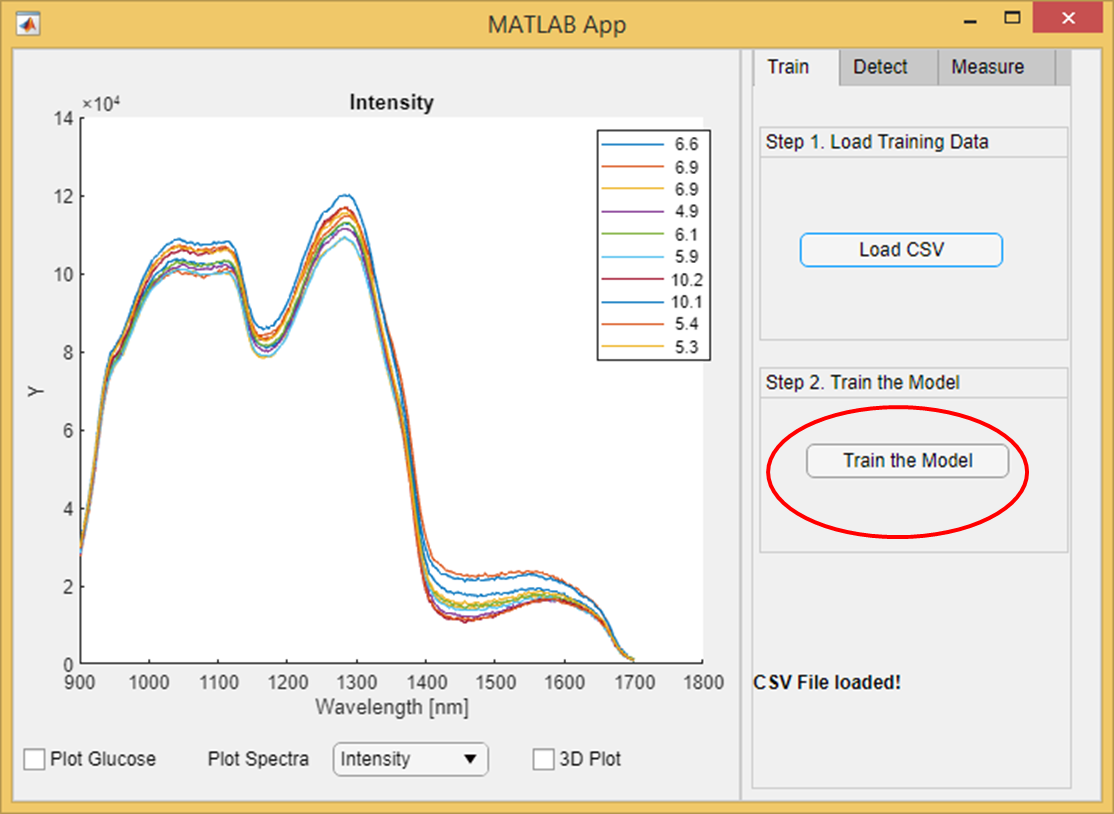 MATLAB App
Train Detect Measure
×10⁴
Intensity
14
12
10
8
6
4
2
0
Y
6.6
6.9
6.9
4.9
6.1
5.9
10.2
10.1
5.4
5.3
900 1000 1100 1200 1300 1400 1500 1600 1700 1800
Wavelength [nm]
Plot Glucose Plot Spectra Intensity 3D Plot
Step 1. Load Training Data
Load CSV
Step 2. Train the Model
Train the Model
CSV File loaded!